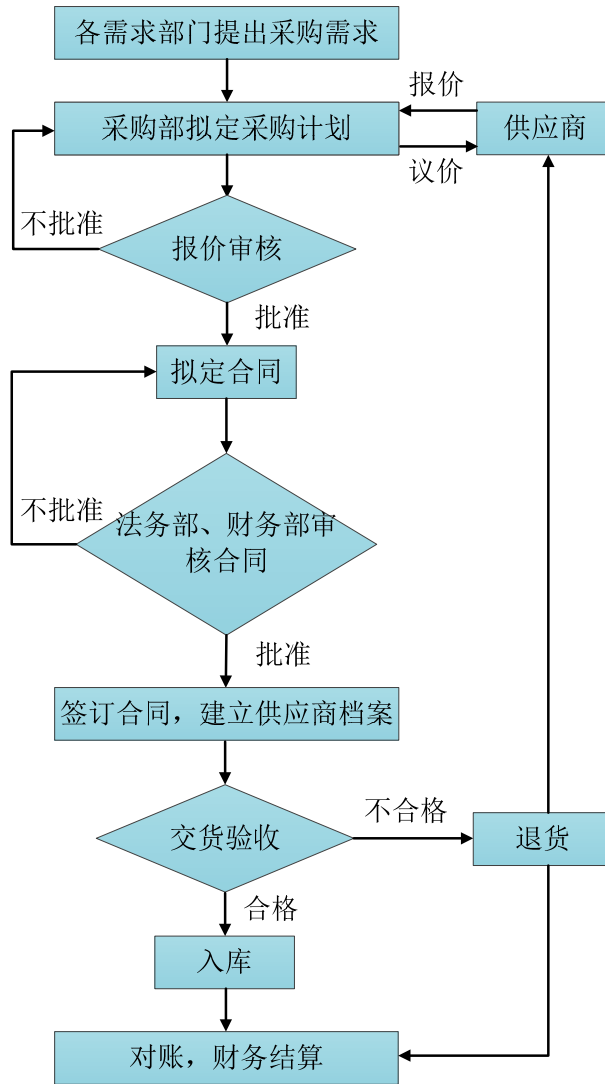 各需求部门提出采购需求
报价
采购部拟定采购计划
供应商
议价
不批准
报价审核
批准
拟定合同
不批准
法务部、财务部审
核合同
批准
签订合同，建立供应商档案
不合格
交货验收
退货
合格
入库
对账，财务结算